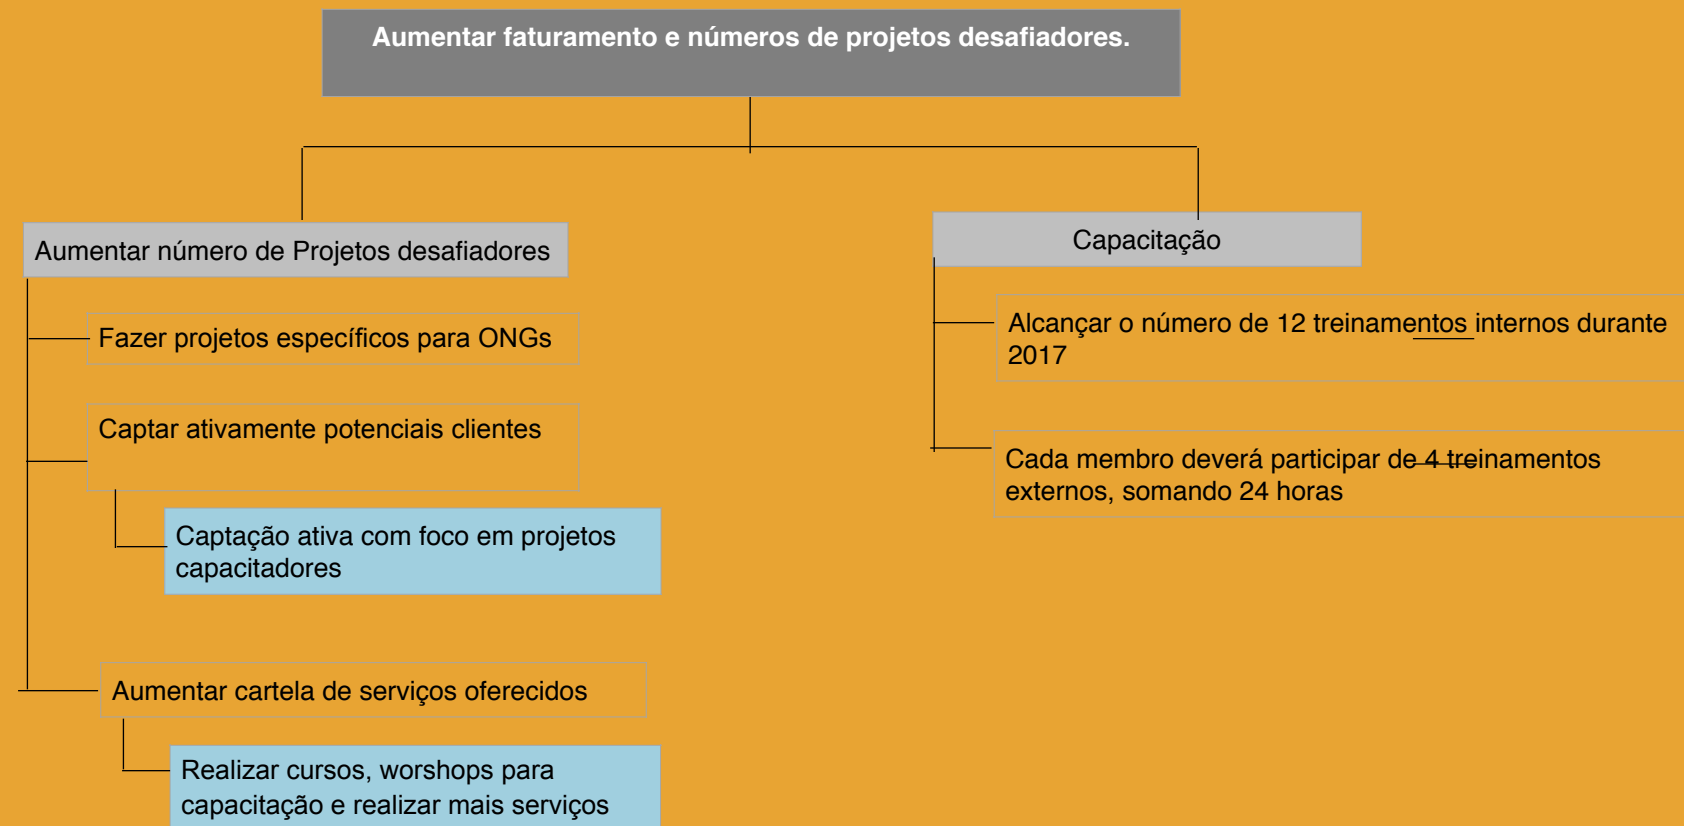 Aumentar faturamento e números de projetos desafiadores.
Aumentar número de Projetos desafiadores
Fazer projetos específicos para ONGs
Captar ativamente potenciais clientes
Captação ativa com foco em projetos
capacitadores
Aumentar cartela de serviços oferecidos
Realizar cursos, worshops para
capacitação e realizar mais serviços
Capacitação
Alcançar o número de 12 treinamentos internos durante
2017
Cada membro deverá participar de 4 treinamentos
externos, somando 24 horas